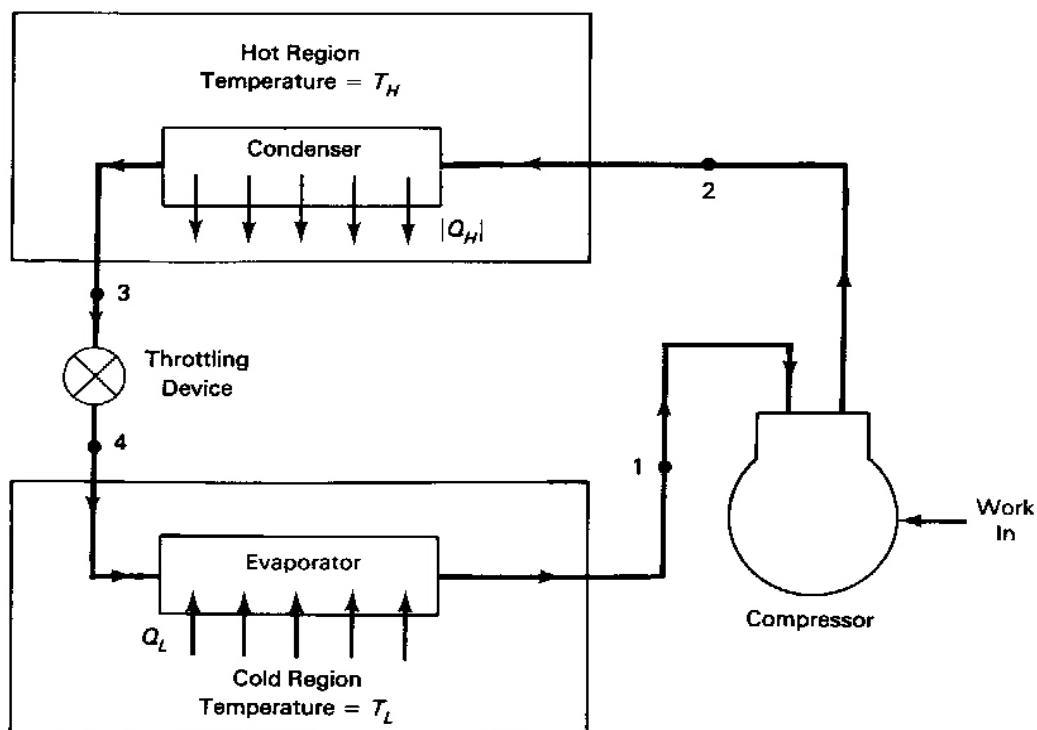 Hot Region
Temperature = T_H
Condenser
2
|Q_H|
3
Throttling
Device
4
1
Work
In
Evaporator
Compressor
Q_L
Cold Region
Temperature = T_L